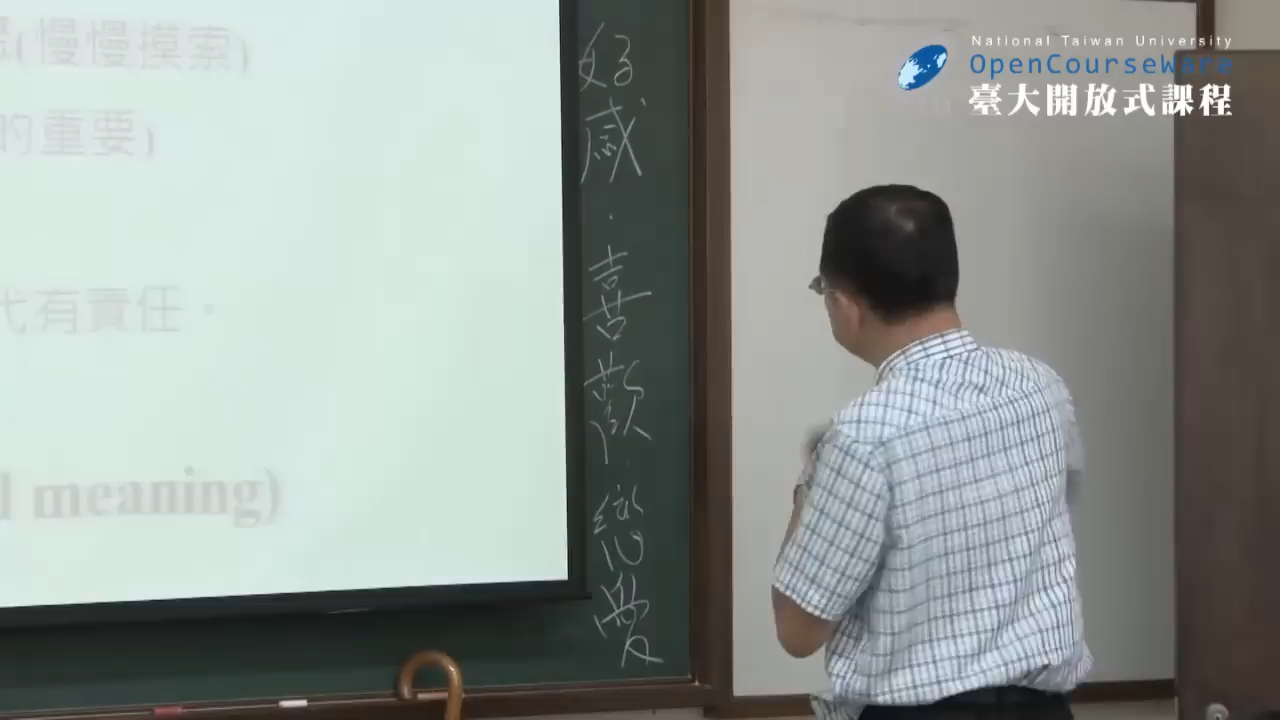 (慢慢摸索)
的重要)
代有責任。
meaning)
好感．喜歡．戀愛
National Taiwan University
OpenCourseWare
臺大開放式課程